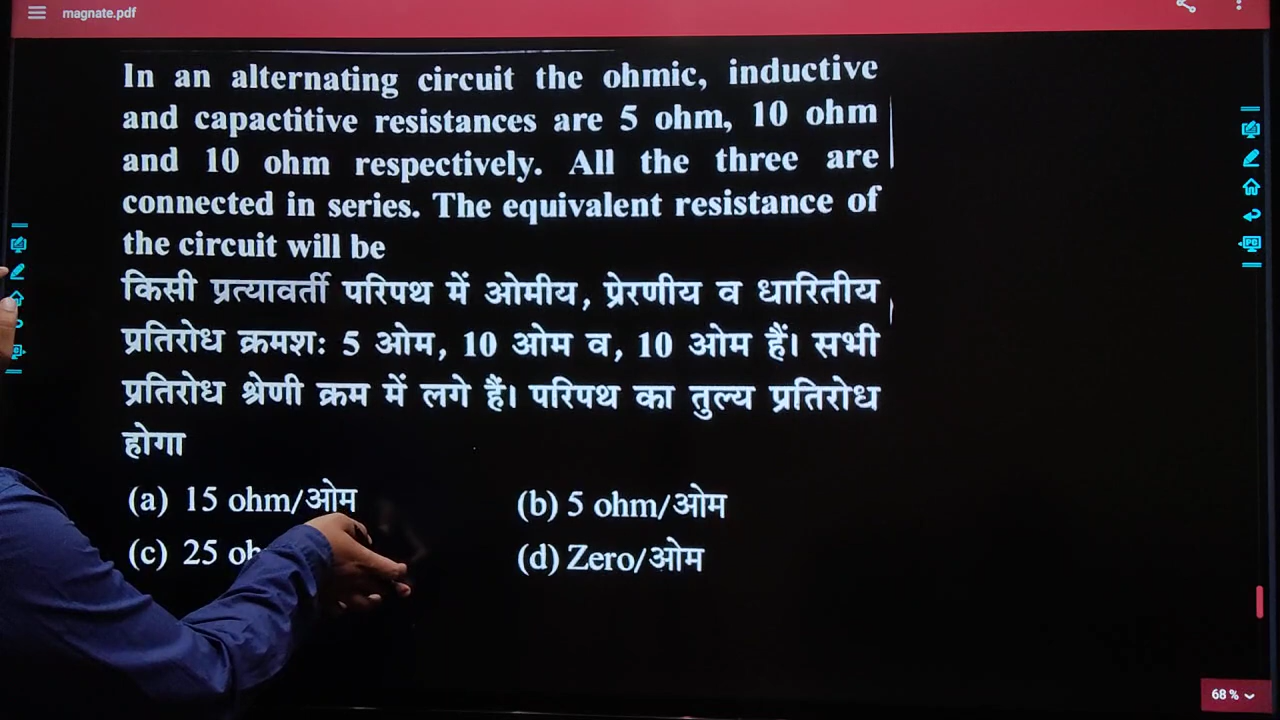 magnate.pdf
In an alternating circuit the ohmic, inductive
and capactitive resistances are 5 ohm, 10 ohm
and 10 ohm respectively. All the three are
connected in series. The equivalent resistance of
the circuit will be
किसी प्रत्यावर्ती परिपथ में ओमीय, प्रेरणीय व धारितीय
प्रतिरोध क्रमशः 5 ओम, 10 ओम व, 10 ओम हैं। सभी
प्रतिरोध श्रेणी क्रम में लगे हैं। परिपथ का तुल्य प्रतिरोध
होगा
(a) 15 ohm/ओम (b) 5 ohm/ओम
(c) 25 (d) Zero/ओम
68 %